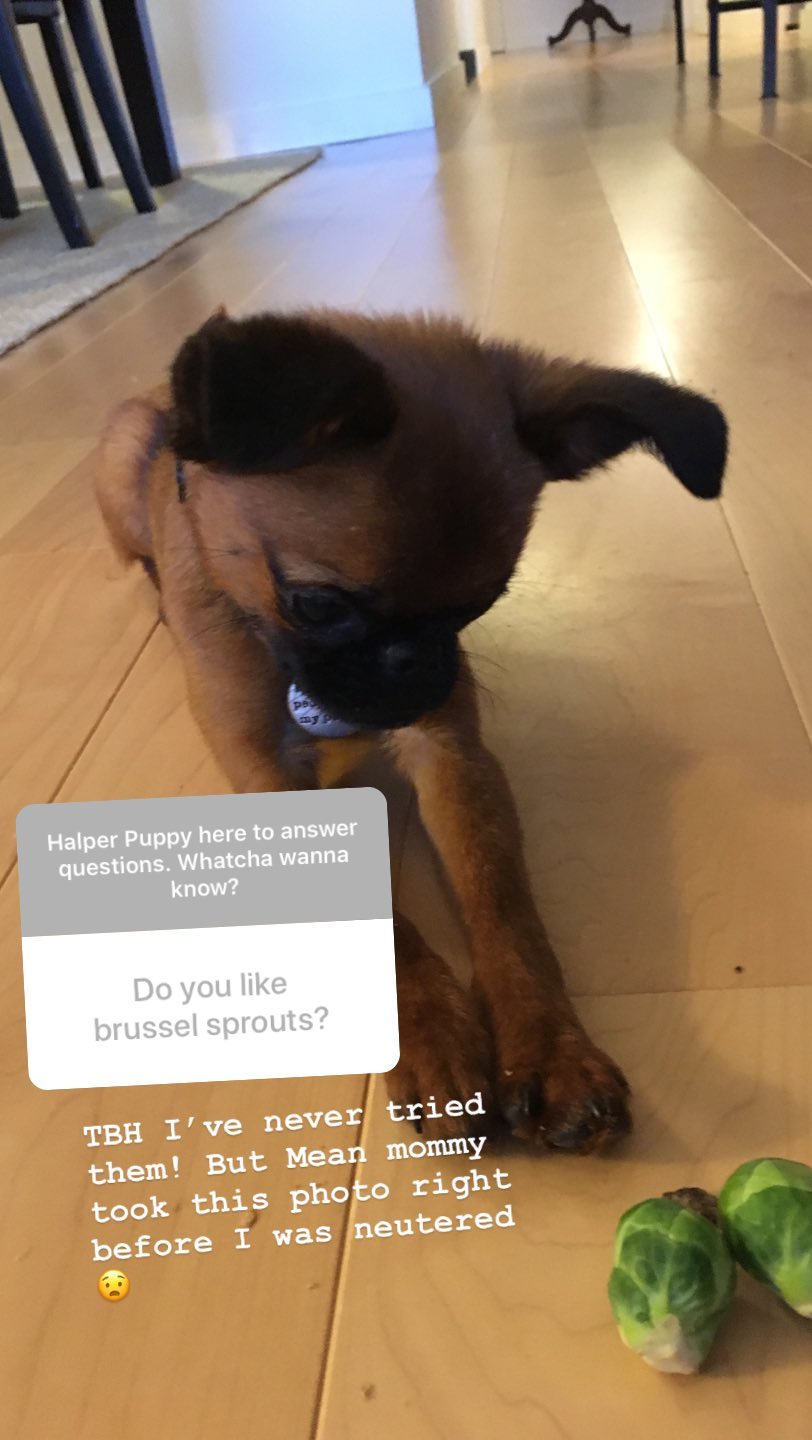 my p
Halper Puppy here to answer
questions. Whatcha wanna
know?
Do you like
brussel sprouts?
TBH I’ve never tried
them! But Mean mommy
took this photo right
before I was neutered
😧